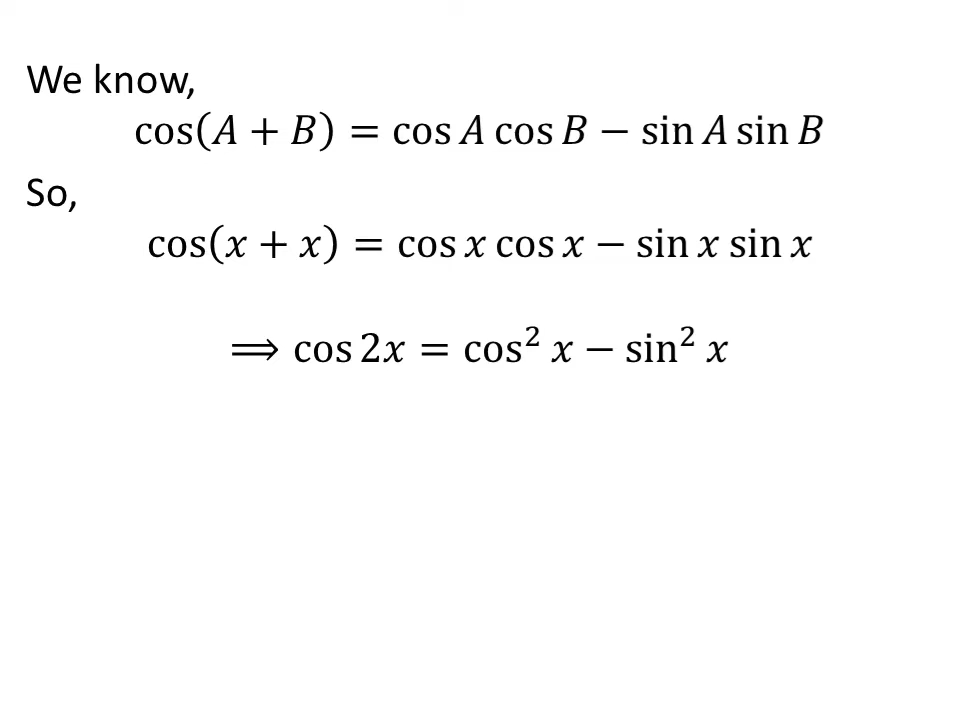 We know,
cos(𝐴 + 𝐵) = cos 𝐴 cos 𝐵 − sin 𝐴 sin 𝐵
So,
cos(𝑥 + 𝑥) = cos 𝑥 cos 𝑥 − sin 𝑥 sin 𝑥
⟹ cos 2𝑥 = cos² 𝑥 − sin² 𝑥